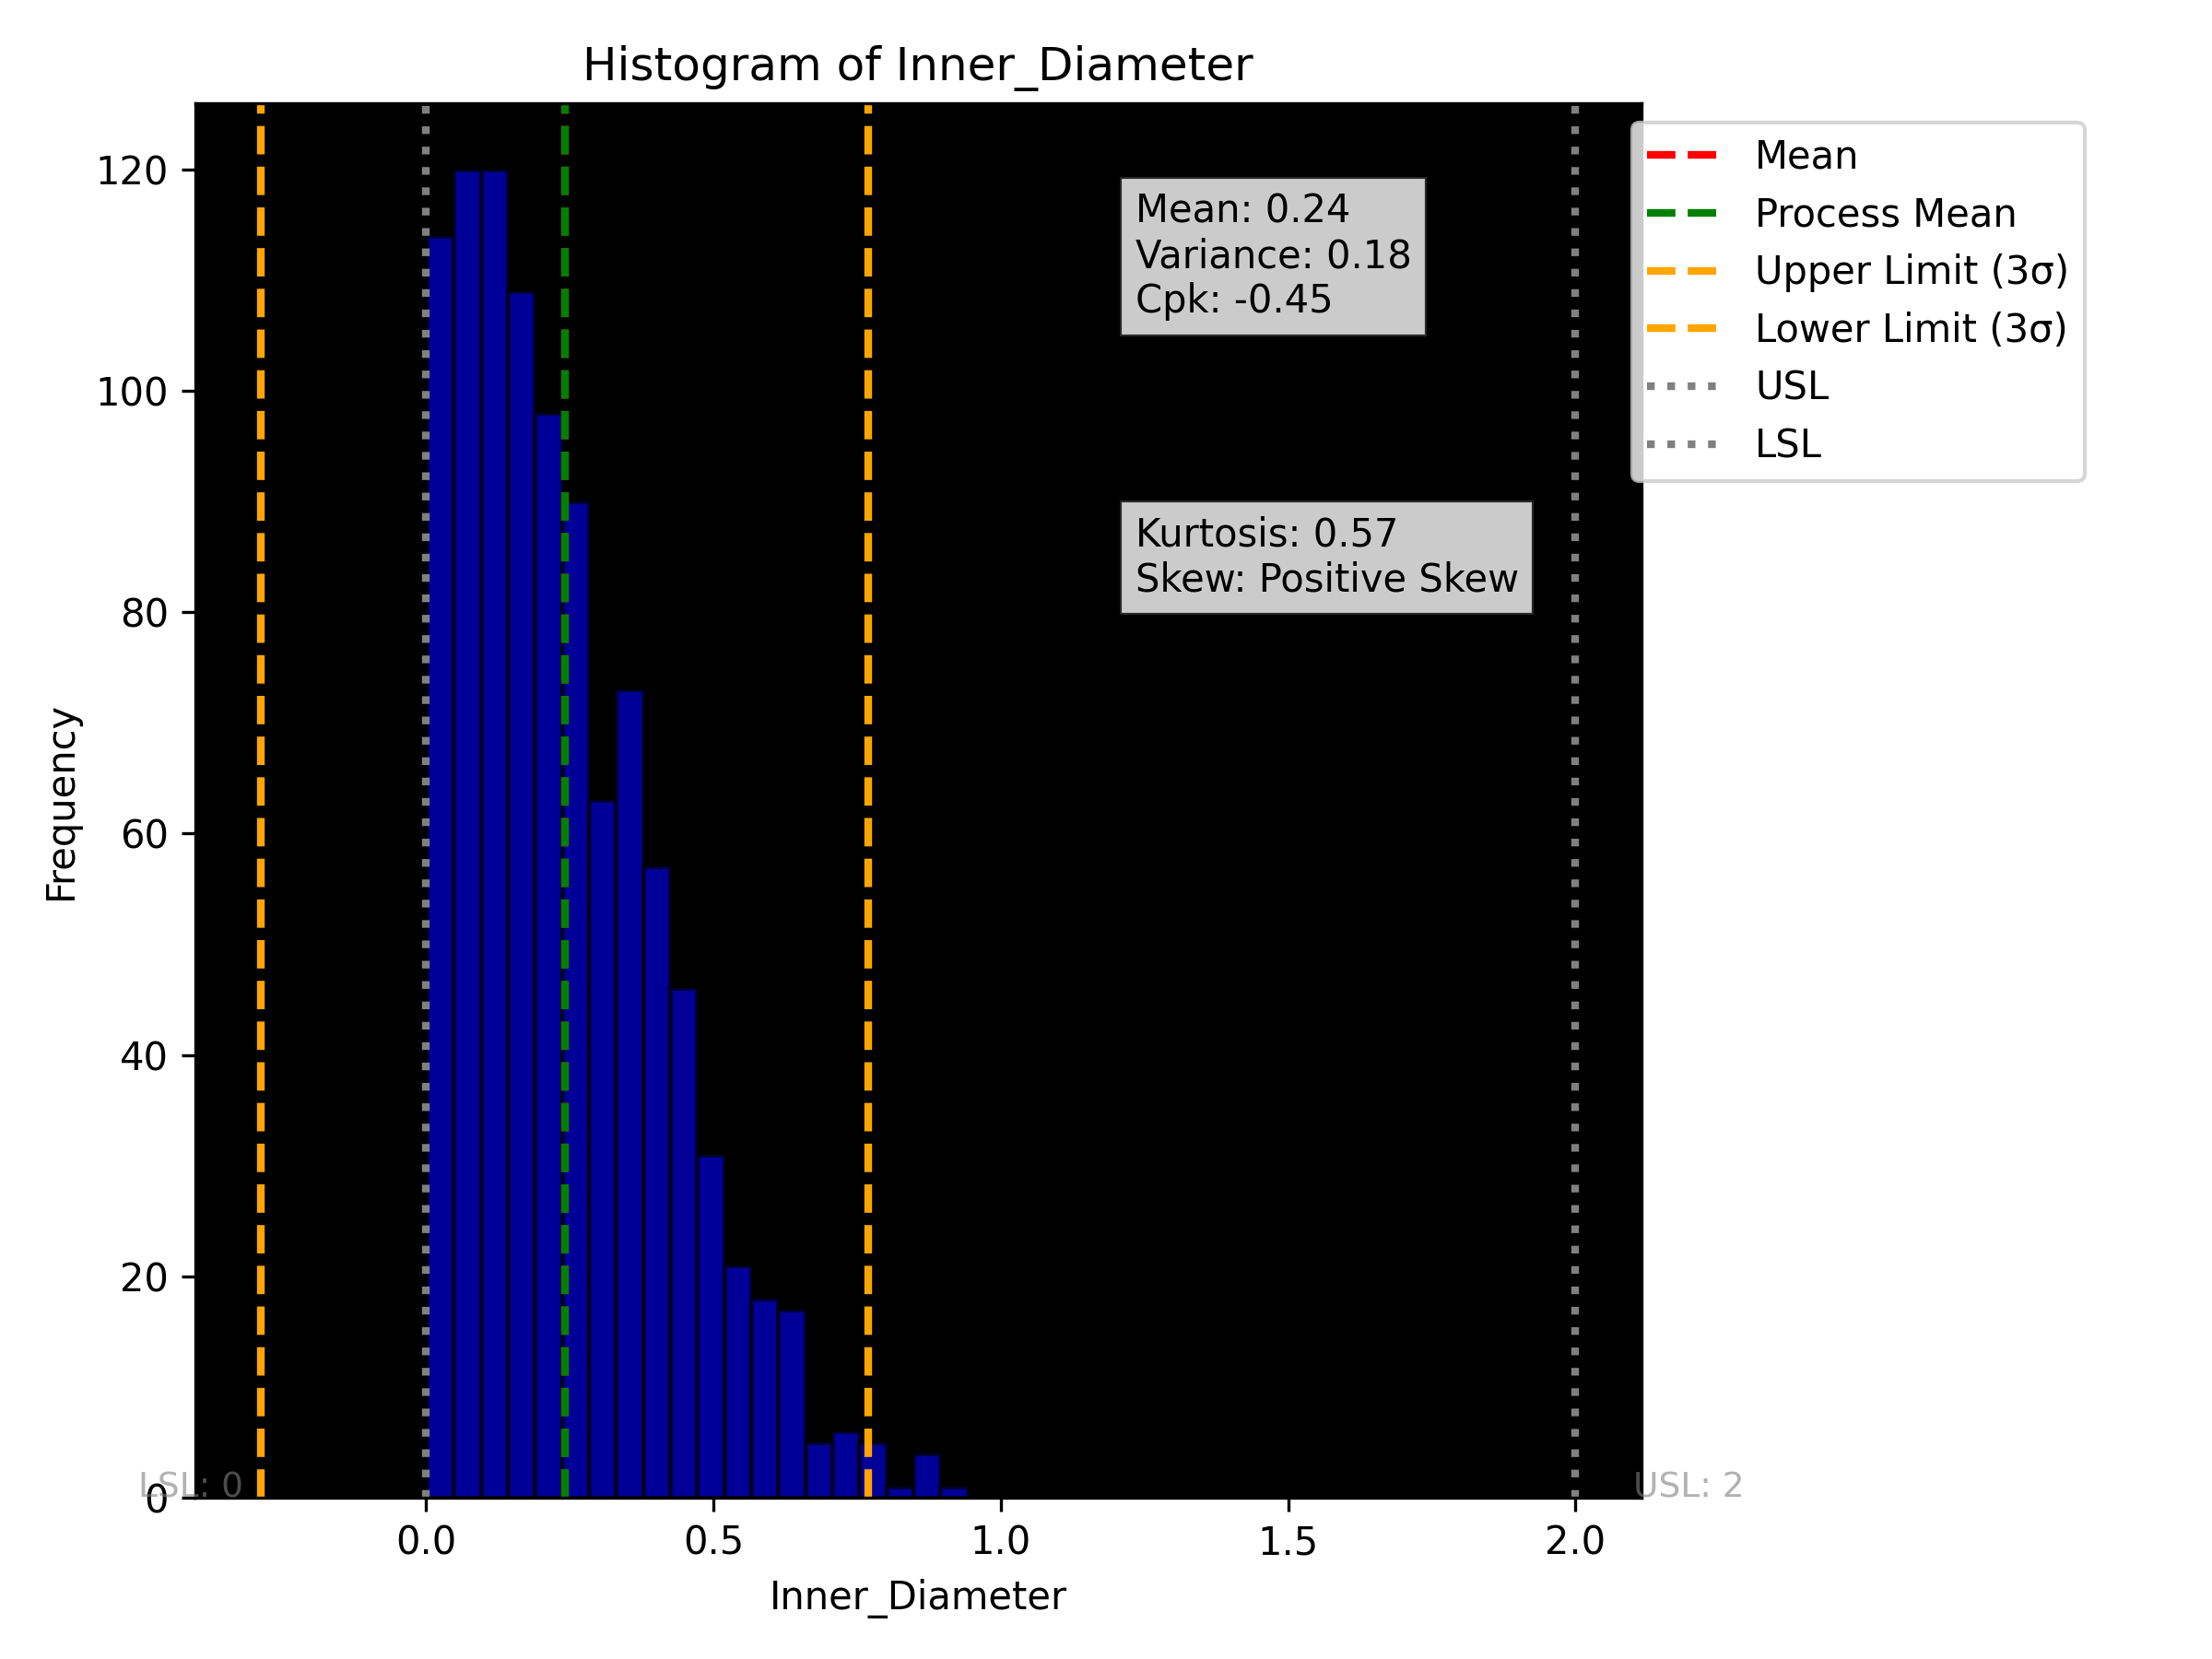 Histogram of Inner_Diameter
Mean
Process Mean
Upper Limit (3σ)
Lower Limit (3σ)
USL
LSL
Mean: 0.24
Variance: 0.18
Cpk: -0.45
Kurtosis: 0.57
Skew: Positive Skew
Frequency
120
100
80
60
40
20
0
LSL: 0
USL: 2
0.0
0.5
1.0
1.5
2.0
Inner_Diameter